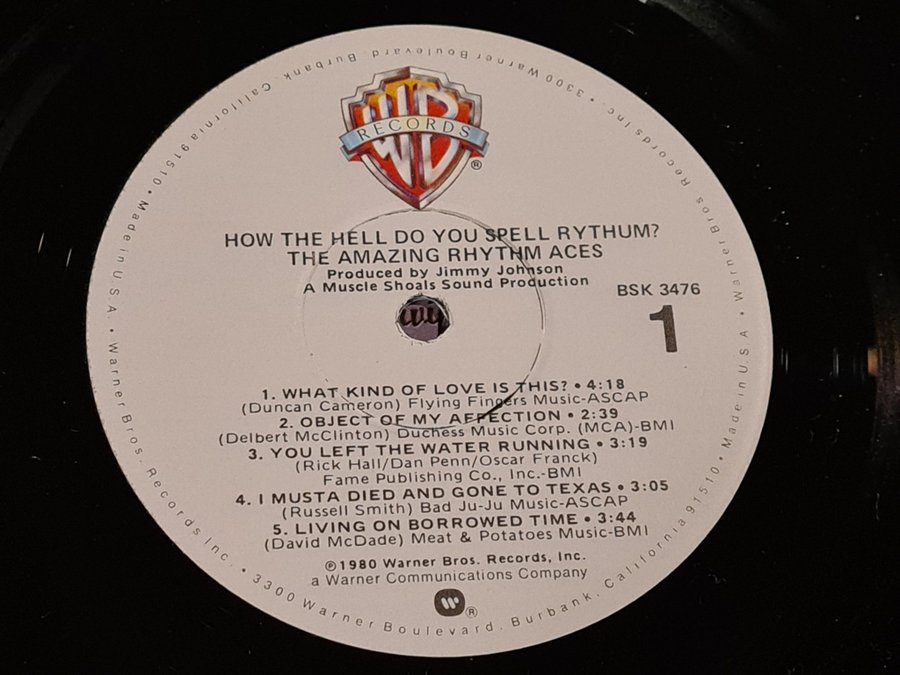 WB
RECORDS
®
HOW THE HELL DO YOU SPELL RYTHUM?
THE AMAZING RHYTHM ACES
Produced by Jimmy Johnson
A Muscle Shoals Sound Production
BSK 3476
1
1. WHAT KIND OF LOVE IS THIS? • 4:18
(Duncan Cameron) Flying Fingers Music-ASCAP
2. OBJECT OF MY AFFECTION • 2:39
(Delbert McClinton) Duchess Music Corp. (MCA)-BMI
3. YOU LEFT THE WATER RUNNING • 3:19
(Rick Hall/Dan Penn/Oscar Franck)
Fame Publishing Co., Inc.-BMI
4. I MUSTA DIED AND GONE TO TEXAS • 3:05
(Russell Smith) Bad Ju-Ju Music-ASCAP
5. LIVING ON BORROWED TIME • 3:44
(David McDade) Meat & Potatoes Music-BMI
℗1980 Warner Bros. Records, Inc.
a Warner Communications Company
®
Warner Bros. Records Inc. • 3300 Warner Boulevard, Burbank, California 91510 • Made in U.S.A. •
Warner Bros. Records Inc. • 3300 Warner Boulevard, Burbank, California 91510 • Made in U.S.A. •